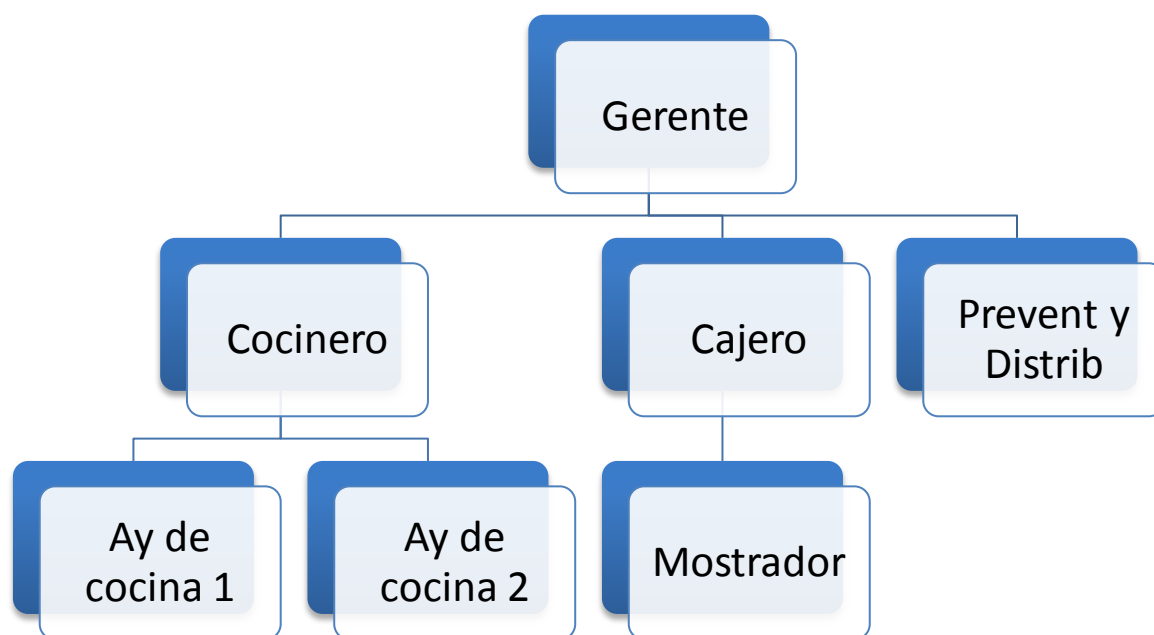 Gerente
Cocinero
Cajero
Prevent y
Distrib
Ay de
cocina 1
Ay de
cocina 2
Mostrador